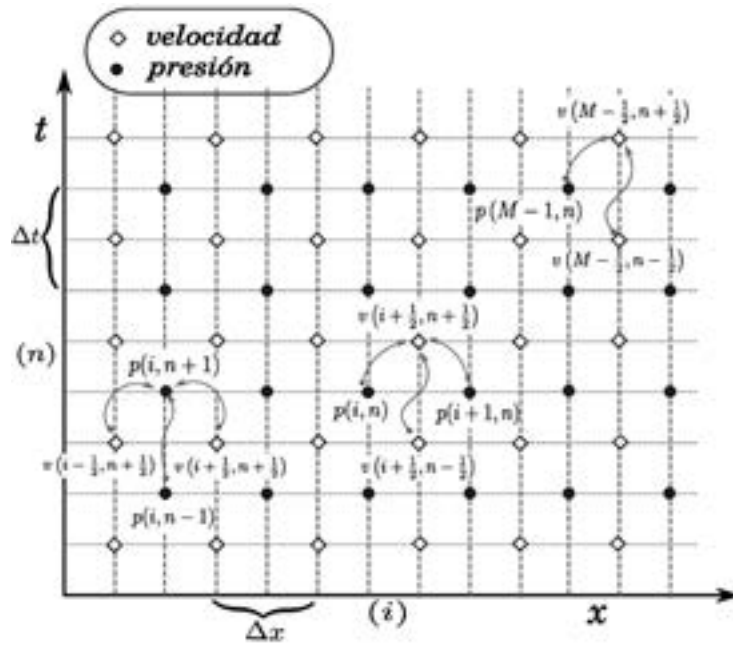 velocidad
presión
v(M − 1/2, n + 1/2)
t
p(M − 1, n)
Δt
v(M − 1/2, n − 1/2)
v(i + 1/2, n + 1/2)
(n)
p(i, n + 1)
p(i, n)
p(i + 1, n)
v(i − 1/2, n + 1/2)
v(i + 1/2, n + 1/2)
v(i + 1/2, n − 1/2)
p(i, n − 1)
Δx
(i)
x